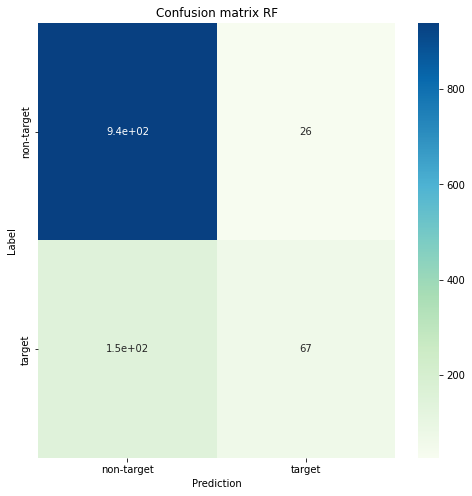 Confusion matrix RF
non-target
9.4e+02
26
800
600
Label
400
target
1.5e+02
67
200
non-target
target
Prediction